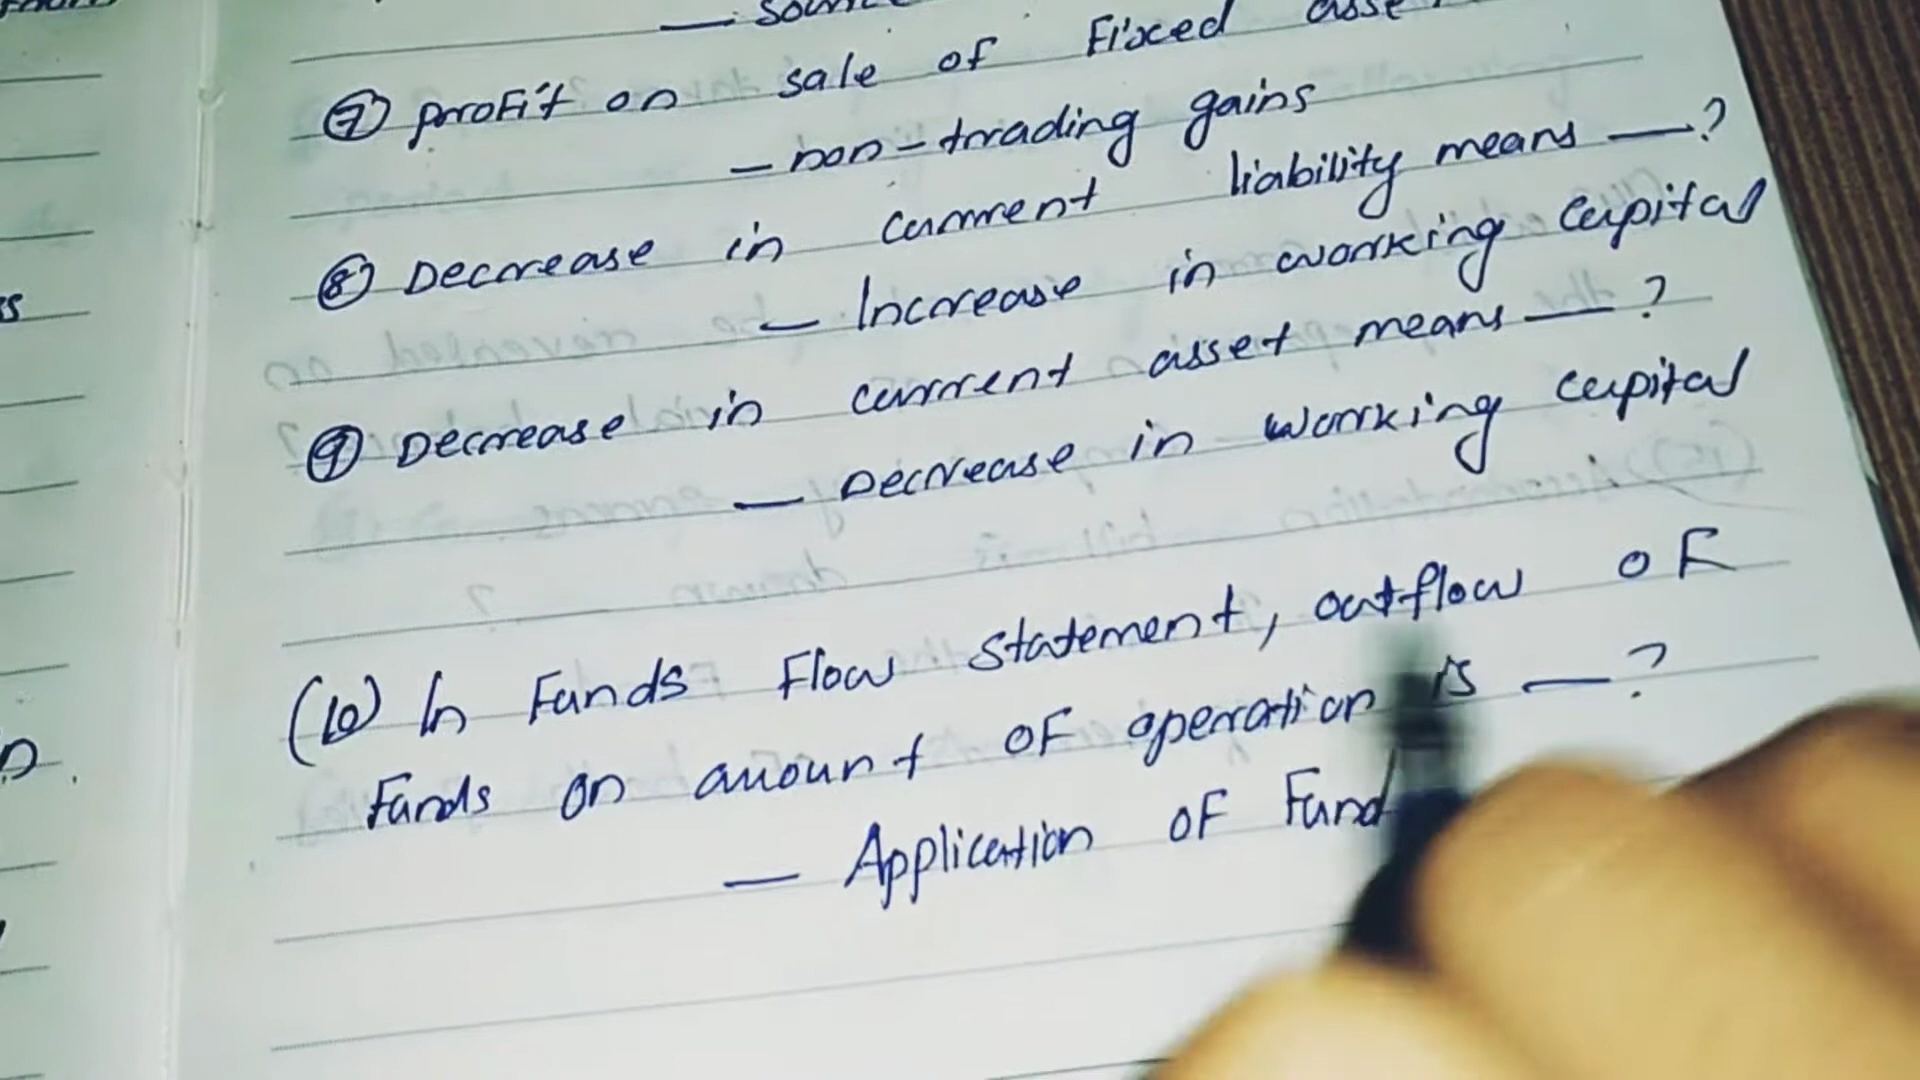 ⑦ profit on sale of Fixed
— non-trading gains
⑧ Decrease in current liability means —?
— Increase in working capital
⑨ Decrease in current asset means —?
— Decrease in working capital
(10) In Funds Flow statement, outflow of
Funds on amount of operation is —?
— Application of Fund